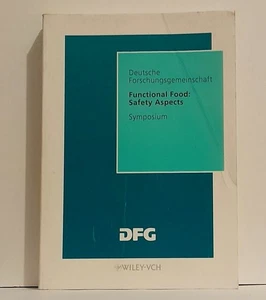 Deutsche
Forschungsgemeinschaft
Functional Food:
Safety Aspects
Symposium
DFG
WILEY-VCH